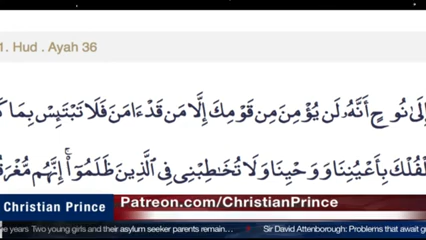 1. Hud . Ayah 36
إِلَىٰ نُوحٍ أَنَّهُۥ لَن يُؤْمِنَ مِن قَوْمِكَ إِلَّا مَن قَدْ ءَامَنَ فَلَا تَبْتَئِسْ بِمَا
ٱلْفُلْكَ بِأَعْيُنِنَا وَوَحْيِنَا وَلَا تُخَٰطِبْنِى فِى ٱلَّذِينَ ظَلَمُوٓا۟ ۚ إِنَّهُم
Christian Prince
Patreon.com/ChristianPrince
e years Two young girls and their asylum seeker parents remain… Sir David Attenborough: Problems that await g